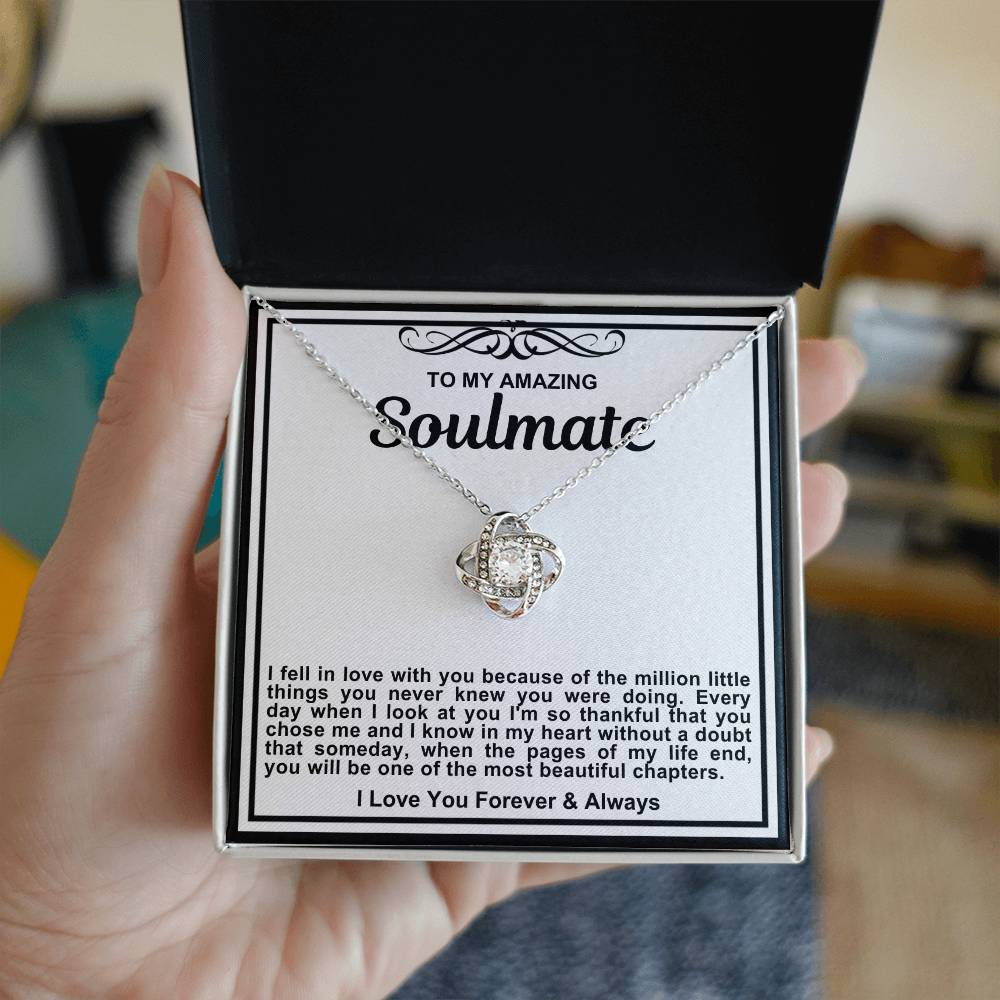 TO MY AMAZING
Soulmate
I fell in love with you because of the million little
things you never knew you were doing. Every
day when I look at you I'm so thankful that you
chose me and I know in my heart without a doubt
that someday, when the pages of my life end,
you will be one of the most beautiful chapters.
I Love You Forever & Always